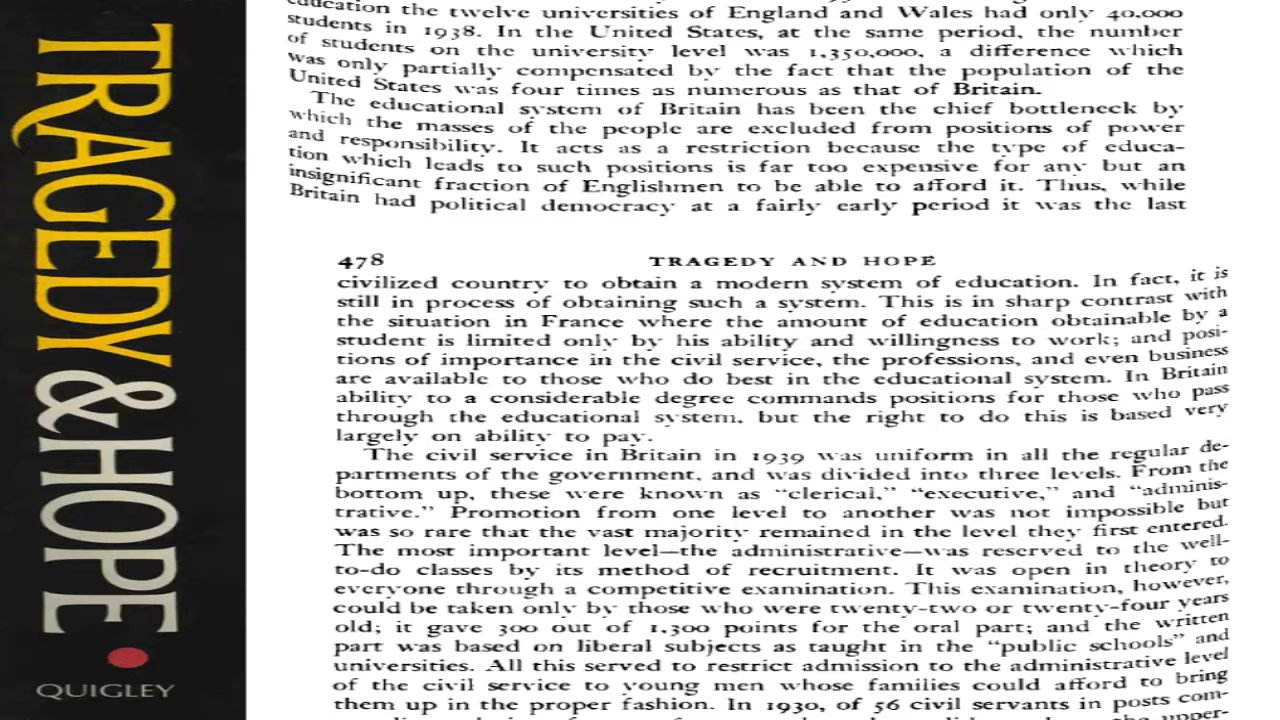 TRAGEDY & HOPE
QUIGLEY
education the twelve universities of England and Wales had only 40,000
students in 1938. In the United States, at the same period, the number
of students on the university level was 1,350,000, a difference which
was only partially compensated by the fact that the population of the
United States was four times as numerous as that of Britain.
The educational system of Britain has been the chief bottleneck by
which the masses of the people are excluded from positions of power
and responsibility. It acts as a restriction because the type of educa-
tion which leads to such positions is far too expensive for any but an
insignificant fraction of Englishmen to be able to afford it. Thus, while
Britain had political democracy at a fairly early period it was the last
478 TRAGEDY AND HOPE
civilized country to obtain a modern system of education. In fact, it is
still in process of obtaining such a system. This is in sharp contrast with
the situation in France where the amount of education obtainable by a
student is limited only by his ability and willingness to work; and posi-
tions of importance in the civil service, the professions, and even business
are available to those who do best in the educational system. In Britain
ability to a considerable degree commands positions for those who pass
through the educational system, but the right to do this is based very
largely on ability to pay.
The civil service in Britain in 1939 was uniform in all the regular de-
partments of the government, and was divided into three levels. From the
bottom up, these were known as “clerical,” “executive,” and “adminis-
trative.” Promotion from one level to another was not impossible but
was so rare that the vast majority remained in the level they first entered.
The most important level—the administrative—was reserved to the well-
to-do classes by its method of recruitment. It was open in theory to
everyone through a competitive examination. This examination, however,
could be taken only by those who were twenty-two or twenty-four years
old; it gave 300 out of 1,300 points for the oral part; and the written
part was based on liberal subjects as taught in the “public schools” and
universities. All this served to restrict admission to the administrative level
of the civil service to young men whose families could afford to bring
them up in the proper fashion. In 1930, of 56 civil servants in posts com-